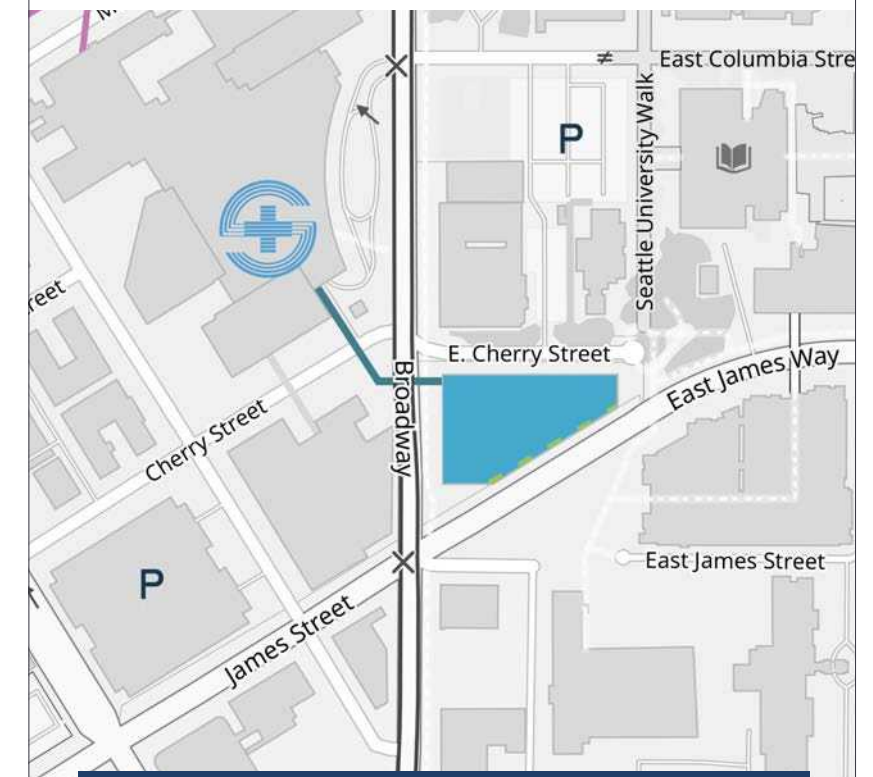 East Columbia Stre
P
Seattle University Walk
reet
E. Cherry Street
East James Way
Broadway
Cherry Street
East James Street
P
James Street